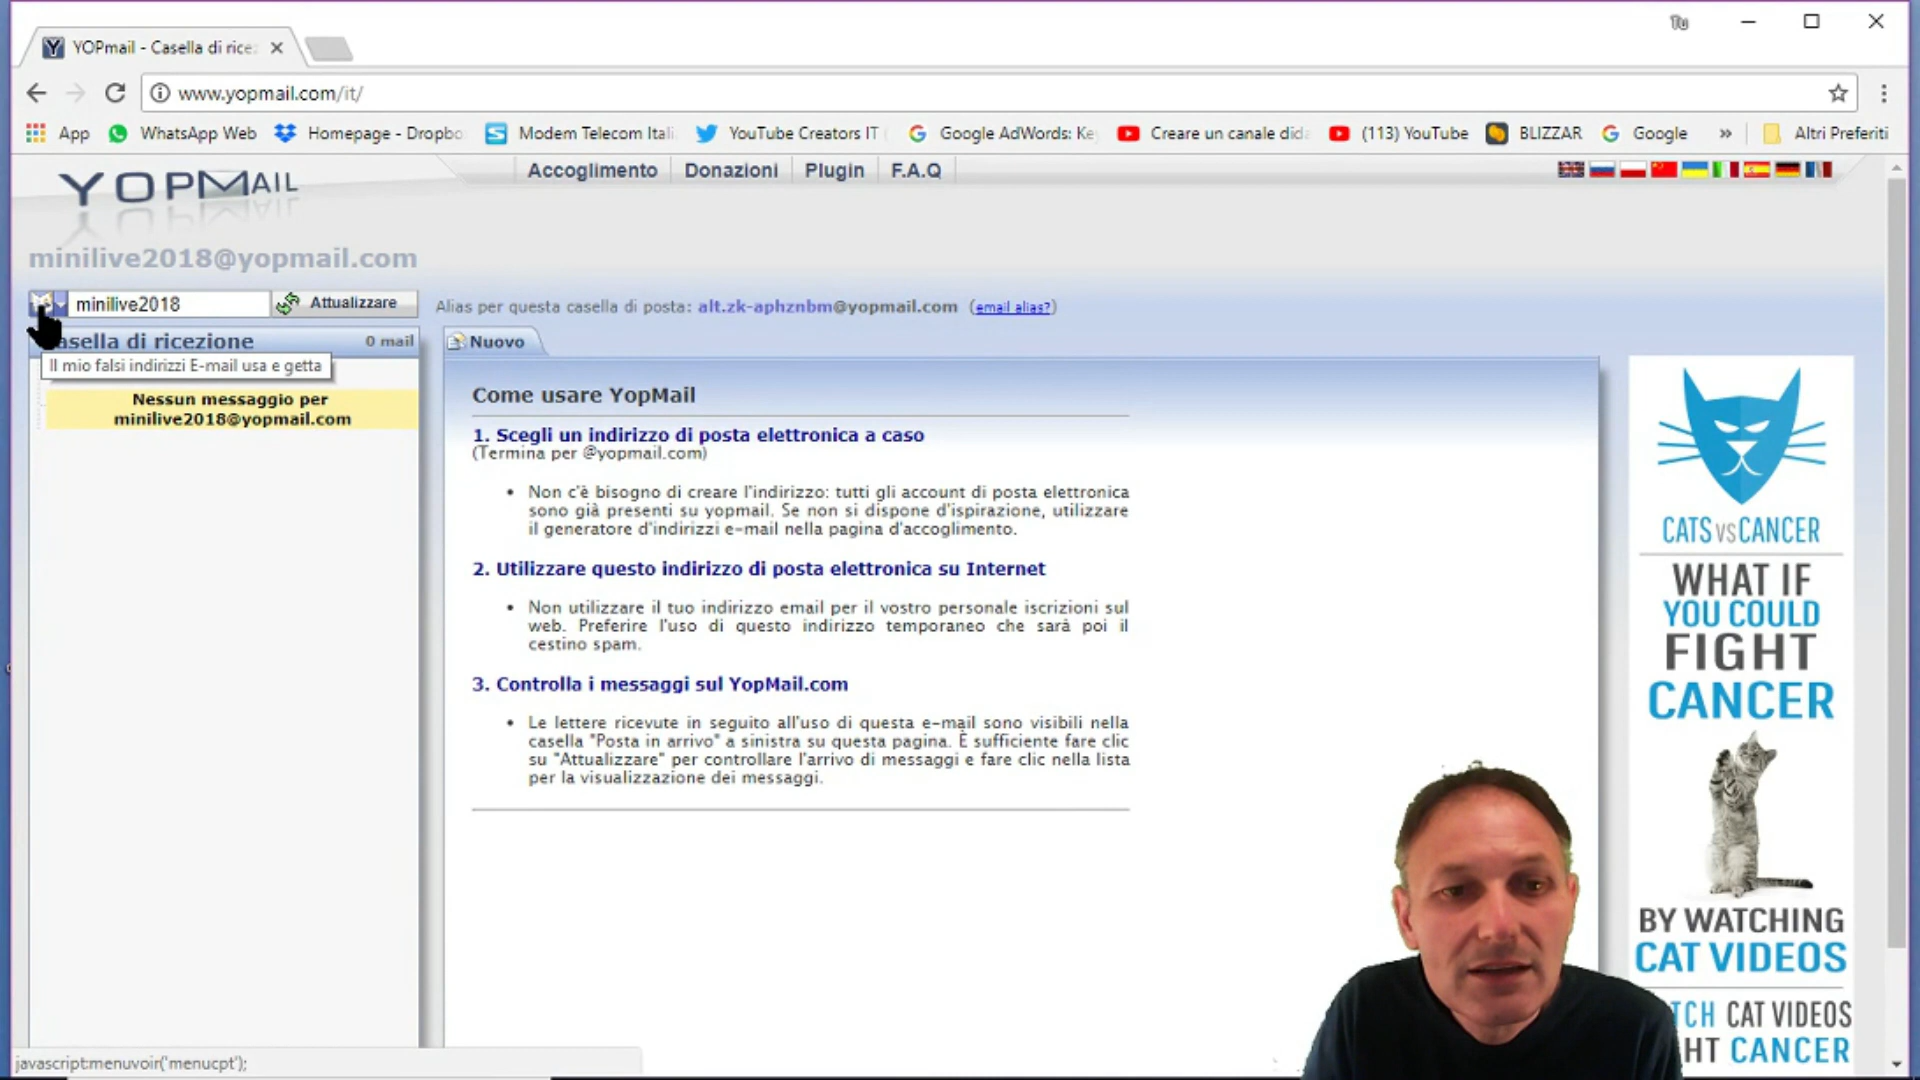 Tu
YOPmail - Casella di rice
www.yopmail.com/it/
App WhatsApp Web Homepage - Dropbo Modem Telecom Itali YouTube Creators IT Google AdWords: Ke Creare un canale dida (113) YouTube BLIZZAR Google » Altri Preferiti
YOPMAIL
Accoglimento Donazioni Plugin F.A.Q
minilive2018@yopmail.com
minilive2018 Attualizzare
Alias per questa casella di posta: alt.zk-aphznbm@yopmail.com (email alias?)
asella di ricezione 0 mail
Il mio falsi indirizzi E-mail usa e getta
Nessun messaggio per
minilive2018@yopmail.com
Nuovo
Come usare YopMail
1. Scegli un indirizzo di posta elettronica a caso
(Termina per @yopmail.com)
• Non c'è bisogno di creare l'indirizzo: tutti gli account di posta elettronica
sono già presenti su yopmail. Se non si dispone d'ispirazione, utilizzare
il generatore d'indirizzi e-mail nella pagina d'accoglimento.
2. Utilizzare questo indirizzo di posta elettronica su Internet
• Non utilizzare il tuo indirizzo email per il vostro personale iscrizioni sul
web. Preferire l'uso di questo indirizzo temporaneo che sarà poi il
cestino spam.
3. Controlla i messaggi sul YopMail.com
• Le lettere ricevute in seguito all'uso di questa e-mail sono visibili nella
casella "Posta in arrivo" a sinistra su questa pagina. È sufficiente fare clic
su "Attualizzare" per controllare l'arrivo di messaggi e fare clic nella lista
per la visualizzazione dei messaggi.
CATS VS CANCER
WHAT IF
YOU COULD
FIGHT
CANCER
BY WATCHING
CAT VIDEOS
TCH CAT VIDEOS
HT CANCER
javascript:menuvoir('menucpt');